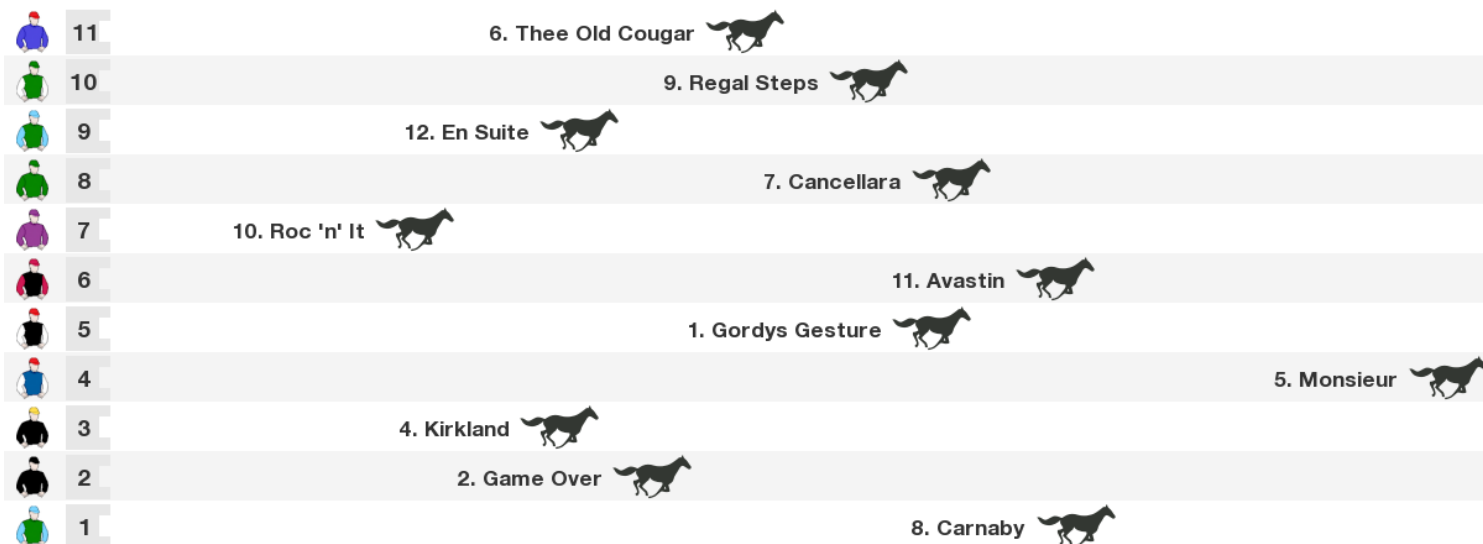 11 6. Thee Old Cougar
10 9. Regal Steps
9 12. En Suite
8 7. Cancellara
7 10. Roc 'n' It
6 11. Avastin
5 1. Gordys Gesture
4 5. Monsieur
3 4. Kirkland
2 2. Game Over
1 8. Carnaby